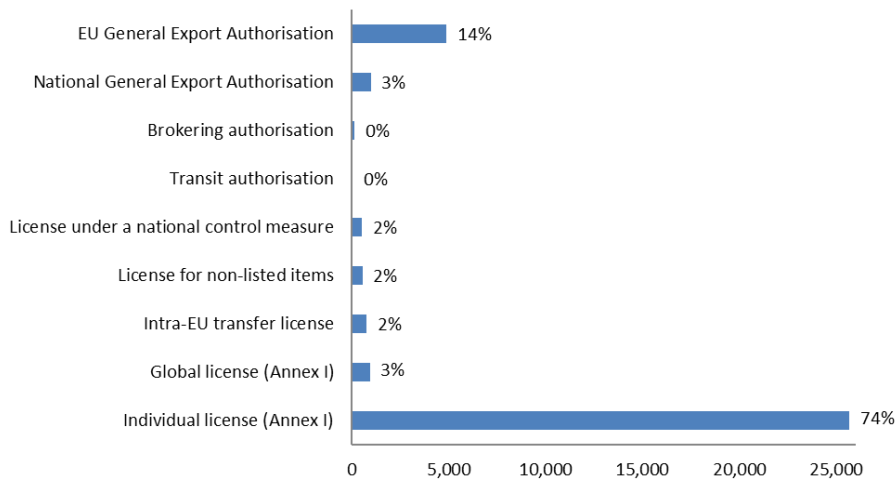 EU General Export Authorisation 14%
National General Export Authorisation 3%
Brokering authorisation 0%
Transit authorisation 0%
License under a national control measure 2%
License for non-listed items 2%
Intra-EU transfer license 2%
Global license (Annex I) 3%
Individual license (Annex I) 74%
0 5,000 10,000 15,000 20,000 25,000